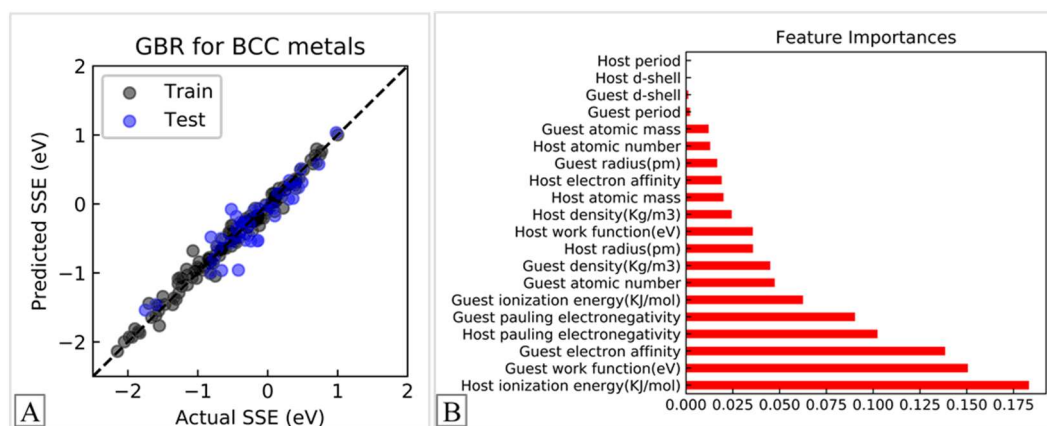 GBR for BCC metals
2
1
0
−1
−2
Predicted SSE (eV)
Train
Test
−2 −1 0 1 2
Actual SSE (eV)
A
Feature Importances
Host period
Host d-shell
Guest d-shell
Guest period
Guest atomic mass
Host atomic number
Guest radius(pm)
Host electron affinity
Host atomic mass
Host density(Kg/m3)
Host work function(eV)
Host radius(pm)
Guest density(Kg/m3)
Guest atomic number
Guest ionization energy(KJ/mol)
Guest pauling electronegativity
Host pauling electronegativity
Guest electron affinity
Guest work function(eV)
Host ionization energy(KJ/mol)
0.000 0.025 0.050 0.075 0.100 0.125 0.150 0.175
B